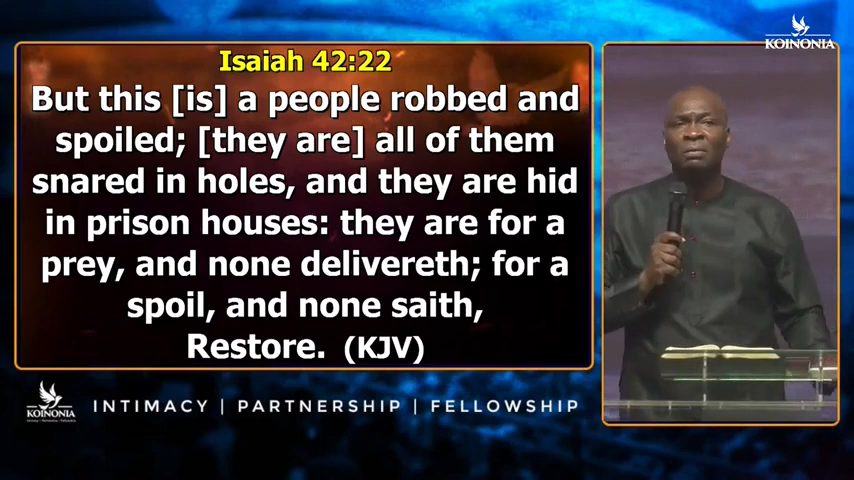 KOINONIA
Isaiah 42:22
But this [is] a people robbed and
spoiled; [they are] all of them
snared in holes, and they are hid
in prison houses: they are for a
prey, and none delivereth; for a
spoil, and none saith,
Restore. (KJV)
KOINONIA
INTIMACY | PARTNERSHIP | FELLOWSHIP